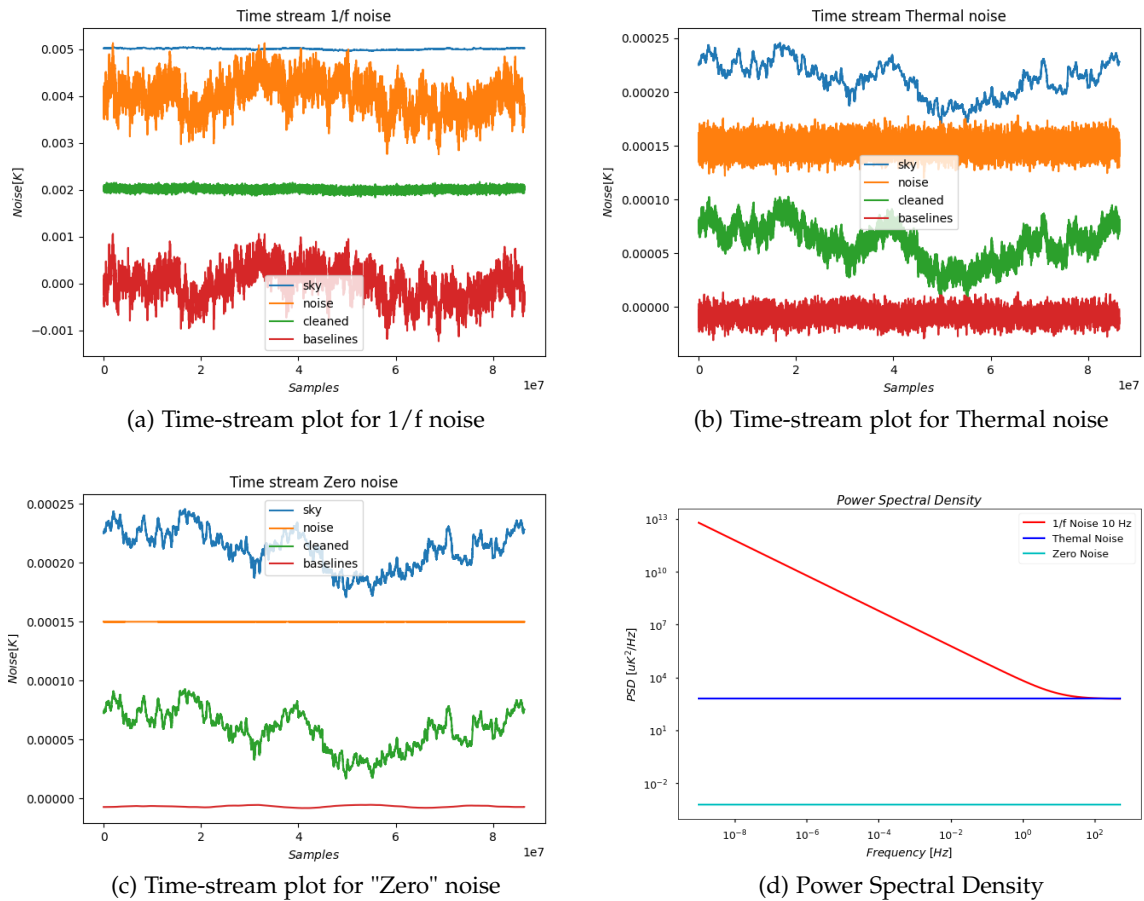 Time stream 1/f noise
0.005
0.004
0.003
0.002
0.001
0.000
−0.001
Noise[K]
sky
noise
cleaned
baselines
0
2
4
6
8
1e7
Samples
(a) Time-stream plot for 1/f noise
Time stream Thermal noise
0.00025
0.00020
0.00015
0.00010
0.00005
0.00000
Noise[K]
sky
noise
cleaned
baselines
0
2
4
6
8
1e7
Samples
(b) Time-stream plot for Thermal noise
Time stream Zero noise
0.00025
0.00020
0.00015
0.00010
0.00005
0.00000
Noise[K]
sky
noise
cleaned
baselines
0
2
4
6
8
1e7
Samples
(c) Time-stream plot for "Zero" noise
Power Spectral Density
10^13
10^10
10^7
10^4
10^1
10^−2
PSD [uK^2/Hz]
1/f Noise 10 Hz
Themal Noise
Zero Noise
10^−8
10^−6
10^−4
10^−2
10^0
10^2
Frequency [Hz]
(d) Power Spectral Density